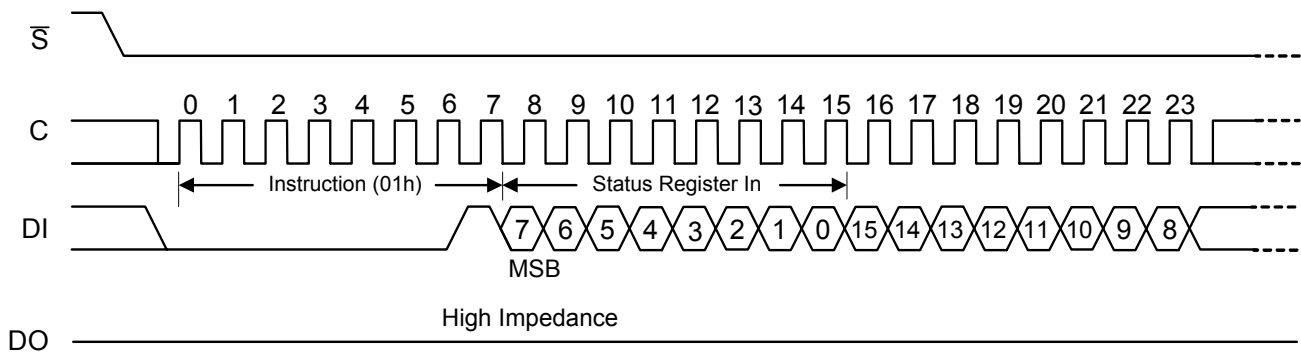 S̅
0 1 2 3 4 5 6 7 8 9 10 11 12 13 14 15 16 17 18 19 20 21 22 23
C
Instruction (01h) Status Register In
DI 7 6 5 4 3 2 1 0 15 14 13 12 11 10 9 8
MSB
High Impedance
DO